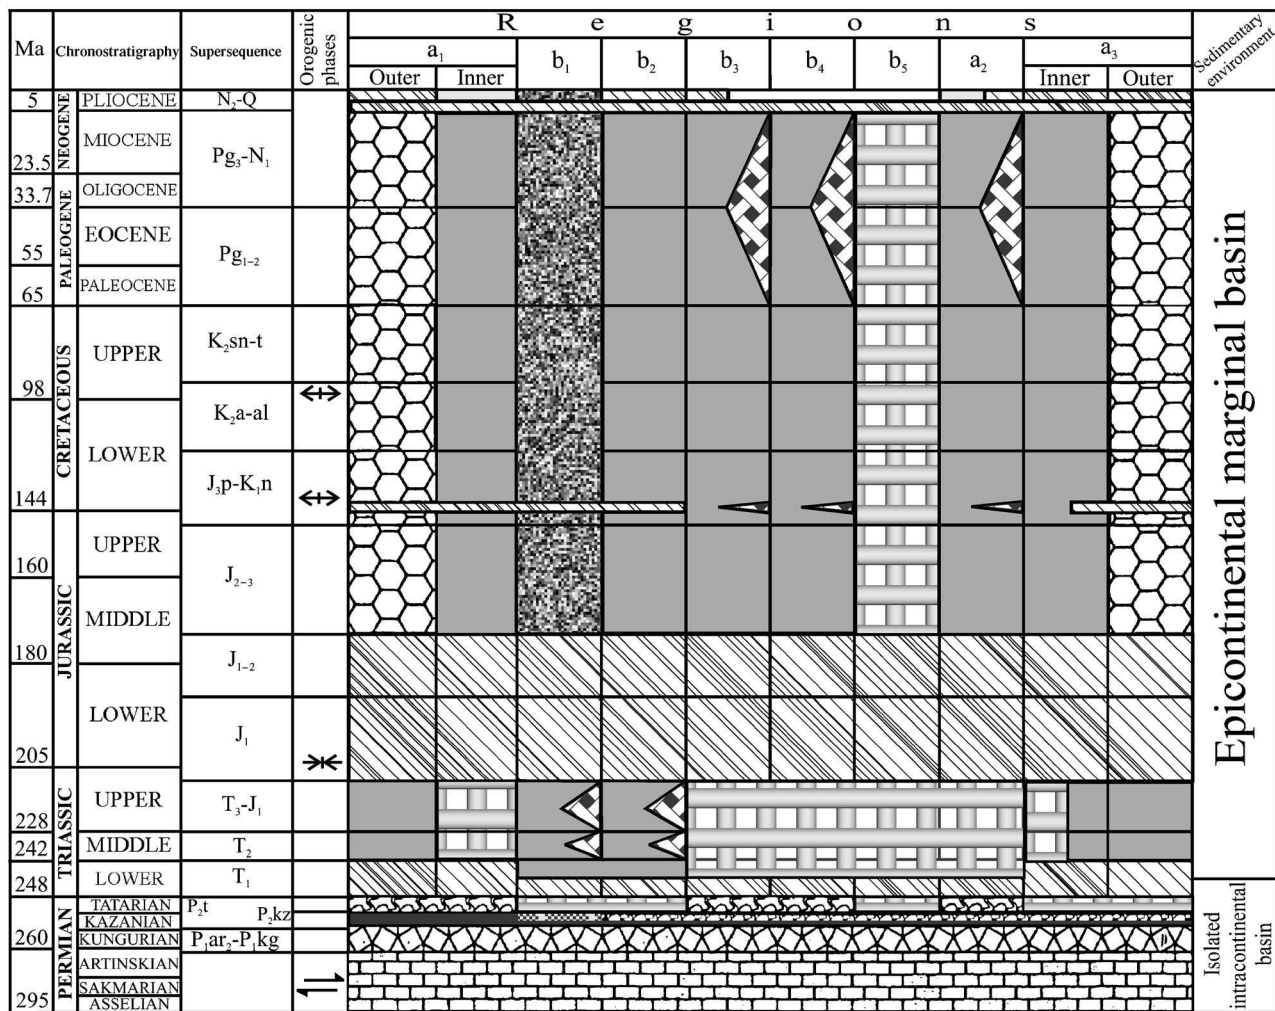 R e g i o n s
Ma Chronostratigraphy Supersequence Orogenic phases a₁ b₁ b₂ b₃ b₄ b₅ a₂ a₃ Sedimentary environment
Outer Inner Inner Outer
5 NEOGENE PLIOCENE N₂-Q
MIOCENE Pg₃-N₁
23.5
33.7 PALEOGENE OLIGOCENE
EOCENE Pg₁₋₂
55
PALEOCENE
65
CRETACEOUS UPPER K₂sn-t
98
K₂a-al
LOWER
J₃p-K₁n
144
JURASSIC UPPER
160
J₂₋₃
MIDDLE
180
J₁₋₂
LOWER
J₁
205
TRIASSIC UPPER T₃-J₁
228
MIDDLE T₂
242
LOWER T₁
248
PERMIAN TATARIAN P₂t
KAZANIAN P₂kz
KUNGURIAN P₁ar₂-P₁kg
260
ARTINSKIAN
SAKMARIAN
295
ASSELIAN
Epicontinental marginal basin
Isolated
intracontinental
basin